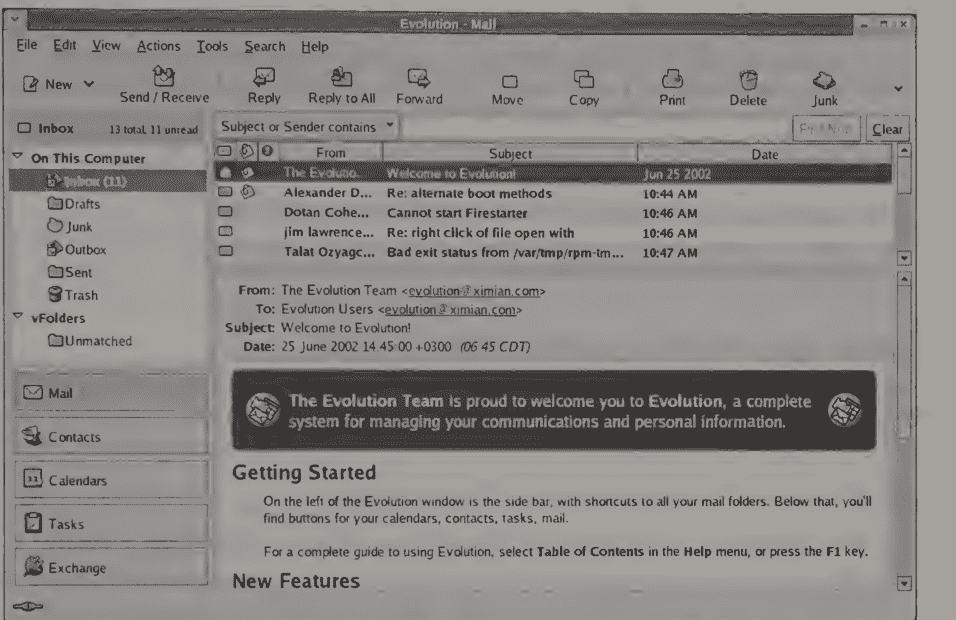 Evolution - Mail
File Edit View Actions Tools Search Help
New Send / Receive Reply Reply to All Forward Move Copy Print Delete Junk
Inbox 13 total, 11 unread
Subject or Sender contains Find Now Clear
From Subject Date
The Evolutio... Welcome to Evolution! Jun 25 2002
Alexander D... Re: alternate boot methods 10:44 AM
Dotan Cohe... Cannot start Firestarter 10:46 AM
jim lawrence... Re: right click of file open with 10:46 AM
Talat Ozyagc... Bad exit status from /var/tmp/rpm-tm... 10:47 AM
On This Computer
Inbox (11)
Drafts
Junk
Outbox
Sent
Trash
vFolders
Unmatched
Mail
Contacts
Calendars
Tasks
Exchange
From: The Evolution Team <evolution@ximian.com>
To: Evolution Users <evolution@ximian.com>
Subject: Welcome to Evolution!
Date: 25 June 2002 14:45:00 +0300 (06:45 CDT)
The Evolution Team is proud to welcome you to Evolution, a complete
system for managing your communications and personal information.
Getting Started
On the left of the Evolution window is the side bar, with shortcuts to all your mail folders. Below that, you'll
find buttons for your calendars, contacts, tasks, mail.
For a complete guide to using Evolution, select Table of Contents in the Help menu, or press the F1 key.
New Features